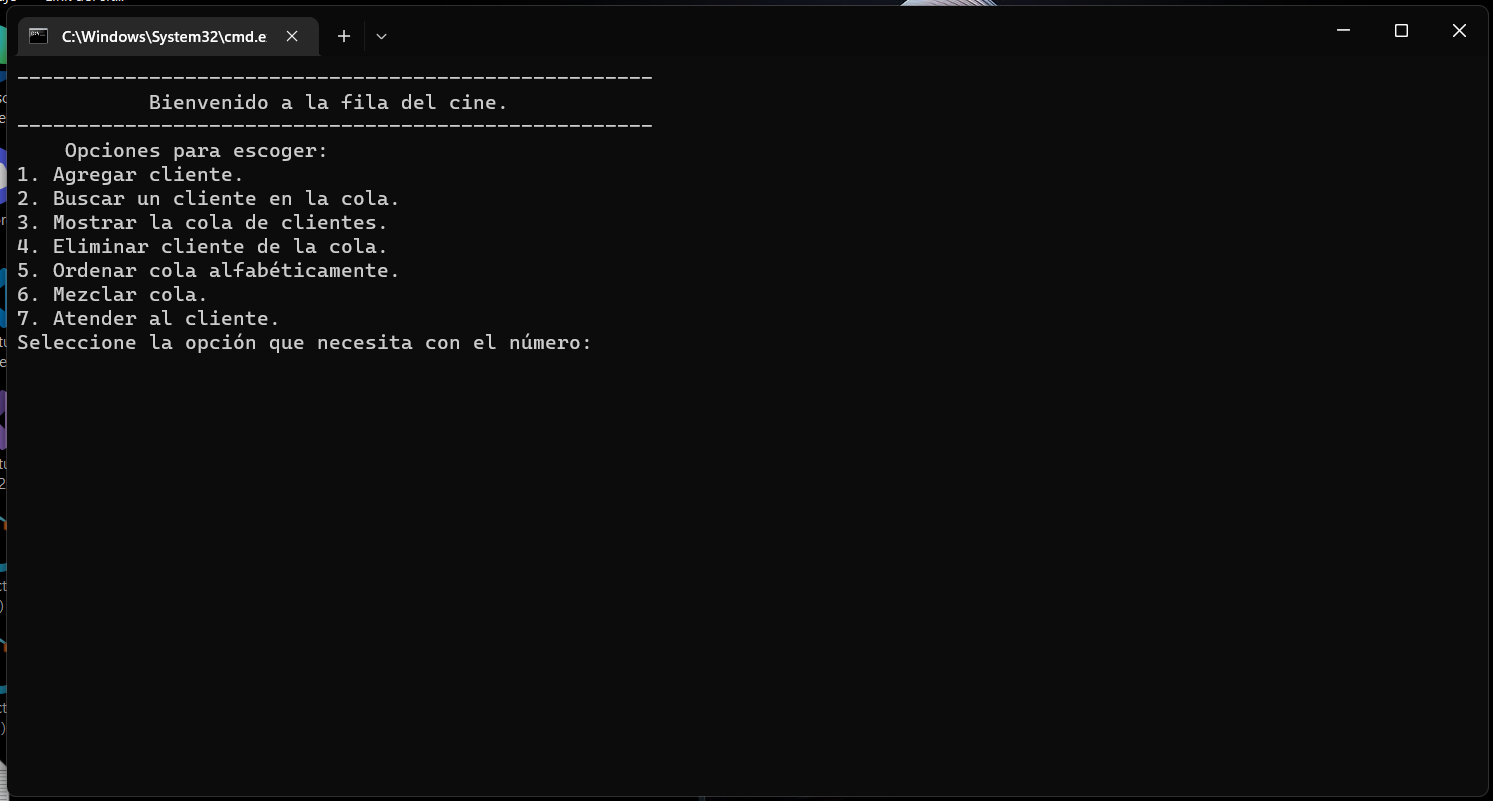 C:\Windows\System32\cmd.e
-----------------------------------------------------
Bienvenido a la fila del cine.
-----------------------------------------------------
Opciones para escoger:
1. Agregar cliente.
2. Buscar un cliente en la cola.
3. Mostrar la cola de clientes.
4. Eliminar cliente de la cola.
5. Ordenar cola alfabéticamente.
6. Mezclar cola.
7. Atender al cliente.
Seleccione la opción que necesita con el número: